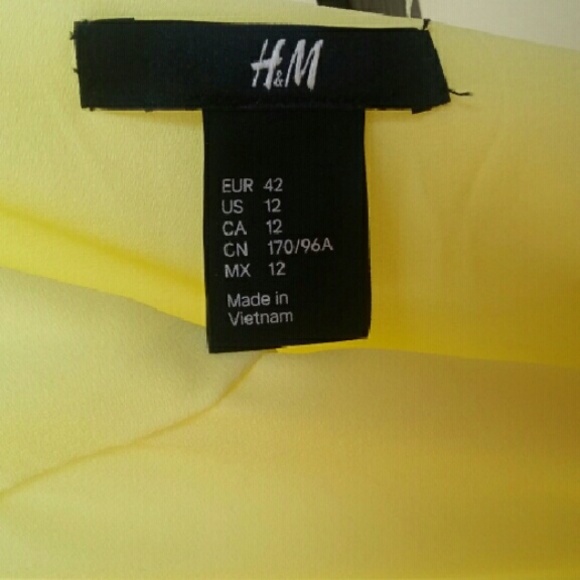 H&M
EUR 42
US 12
CA 12
CN 170/96A
MX 12
Made in
Vietnam